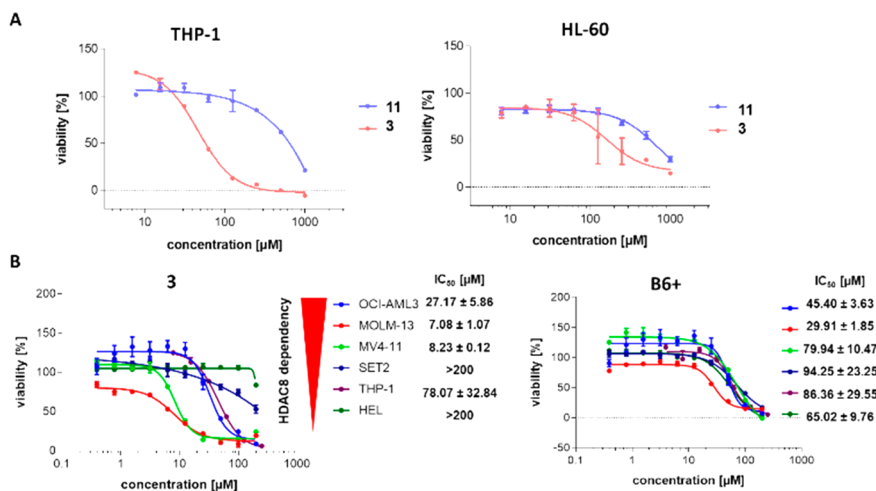 A
THP-1
HL-60
150
100
50
0
viability [%]
10
100
1000
concentration [µM]
11
3
150
100
50
0
viability [%]
10
100
1000
concentration [µM]
11
3
B
3
200
150
100
50
0
viability [%]
0.1
1
10
100
1000
concentration [µM]
HDAC8 dependency
IC50 [µM]
OCI-AML3 27.17 ± 5.86
MOLM-13 7.08 ± 1.07
MV4-11 8.23 ± 0.12
SET2 >200
THP-1 78.07 ± 32.84
HEL >200
B6+
200
150
100
50
0
-50
viability [%]
0.1
1
10
100
1000
concentration [µM]
IC50 [µM]
45.40 ± 3.63
29.91 ± 1.85
79.94 ± 10.47
94.25 ± 23.25
86.36 ± 29.55
65.02 ± 9.76